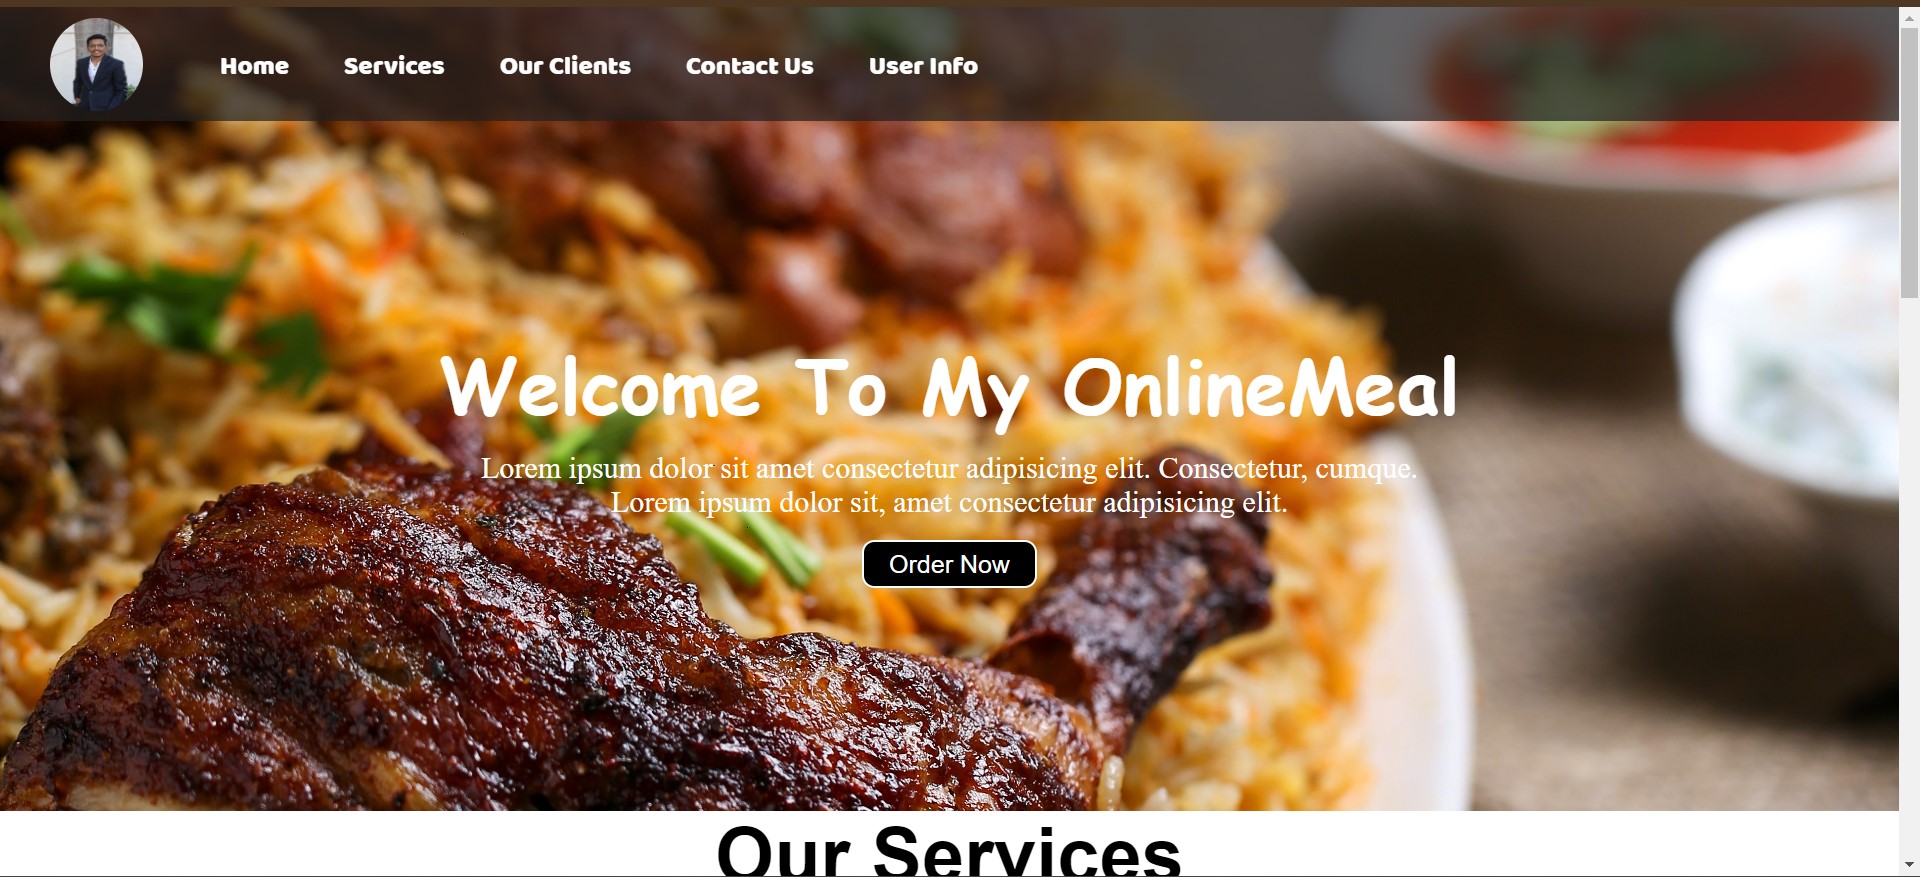 Home Services Our Clients Contact Us User Info
Welcome To My OnlineMeal
Lorem ipsum dolor sit amet consectetur adipisicing elit. Consectetur, cumque.
Lorem ipsum dolor sit, amet consectetur adipisicing elit.
Order Now
Our Services